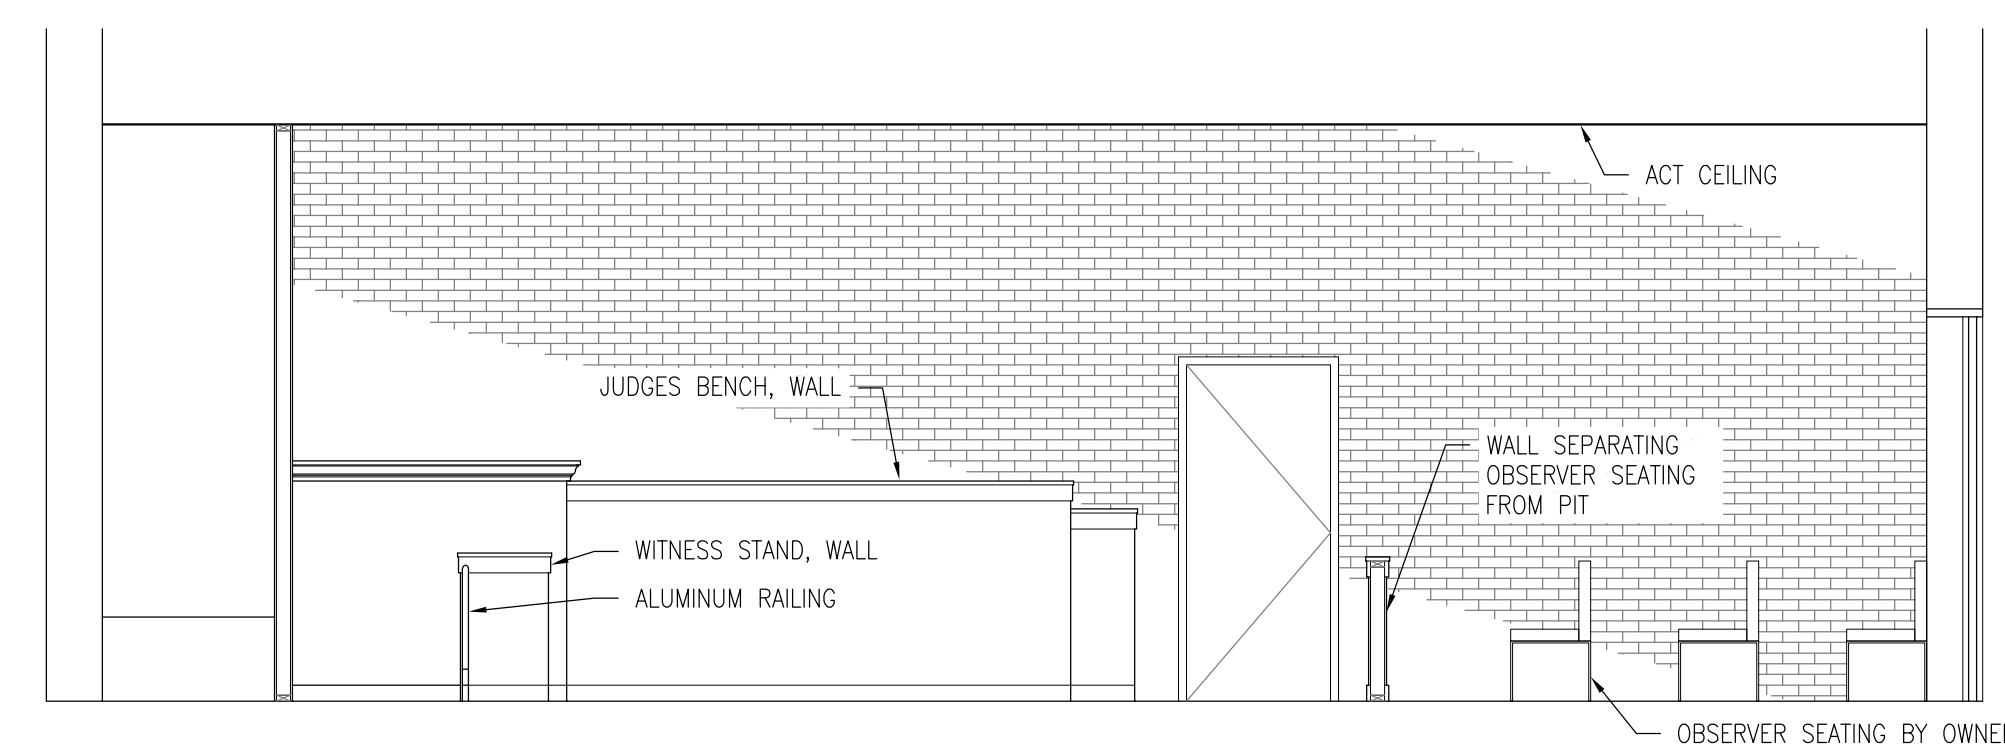 ACT CEILING
JUDGES BENCH, WALL
WALL SEPARATING
OBSERVER SEATING
FROM PIT
WITNESS STAND, WALL
ALUMINUM RAILING
OBSERVER SEATING BY